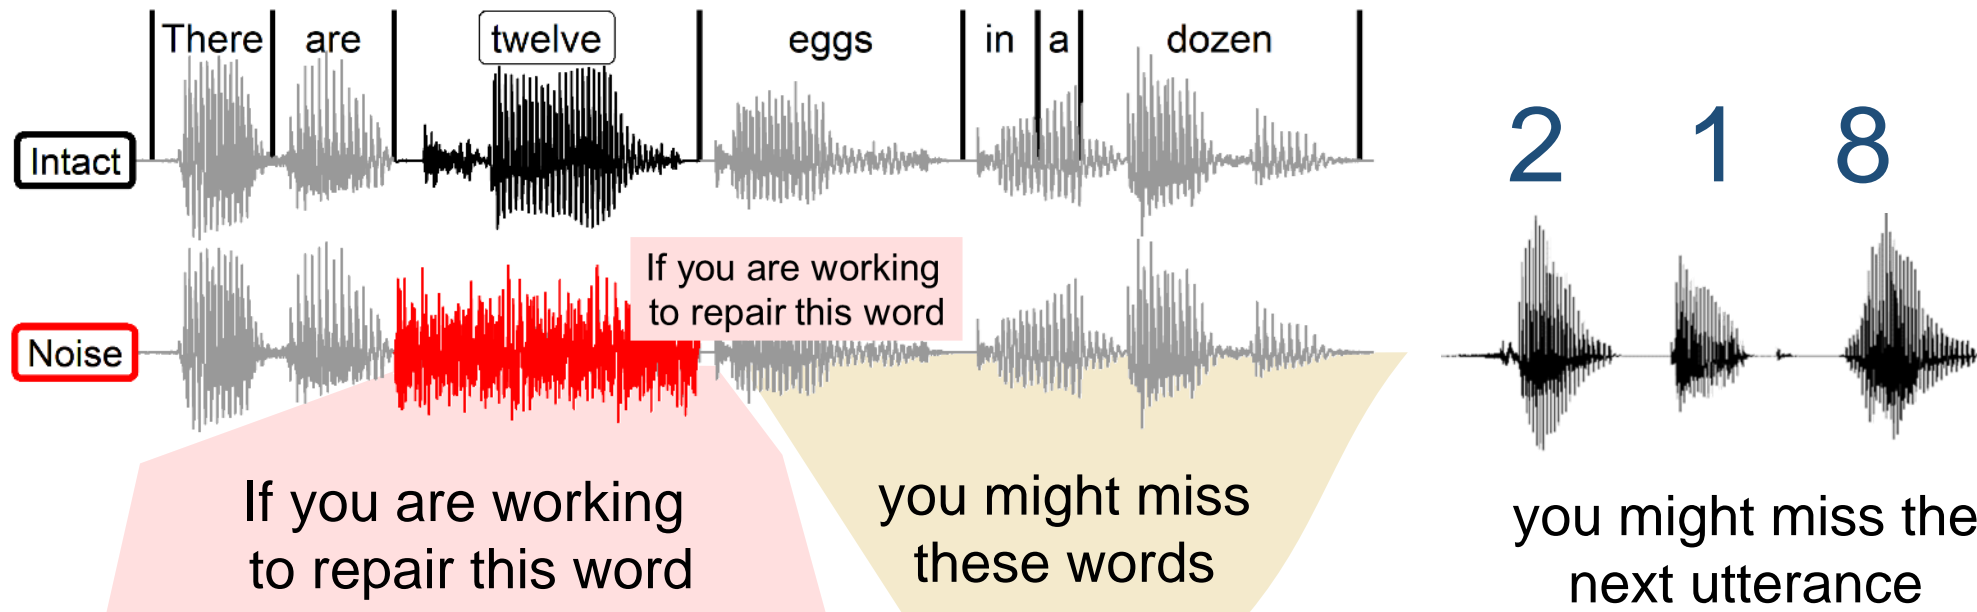 There are twelve eggs in a dozen
2 1 8
Intact
If you are working
to repair this word
Noise
If you are working
to repair this word
you might miss
these words
you might miss the
next utterance